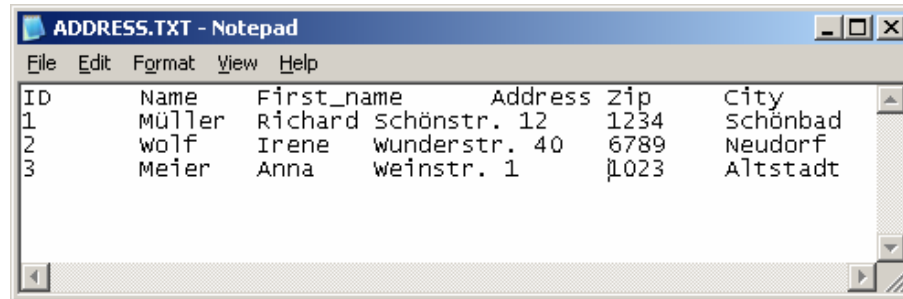 ADDRESS.TXT - Notepad
File Edit Format View Help
ID Name First_name Address Zip City
1 Müller Richard Schönstr. 12 1234 Schönbad
2 Wolf Irene Wunderstr. 40 6789 Neudorf
3 Meier Anna Weinstr. 1 1023 Altstadt